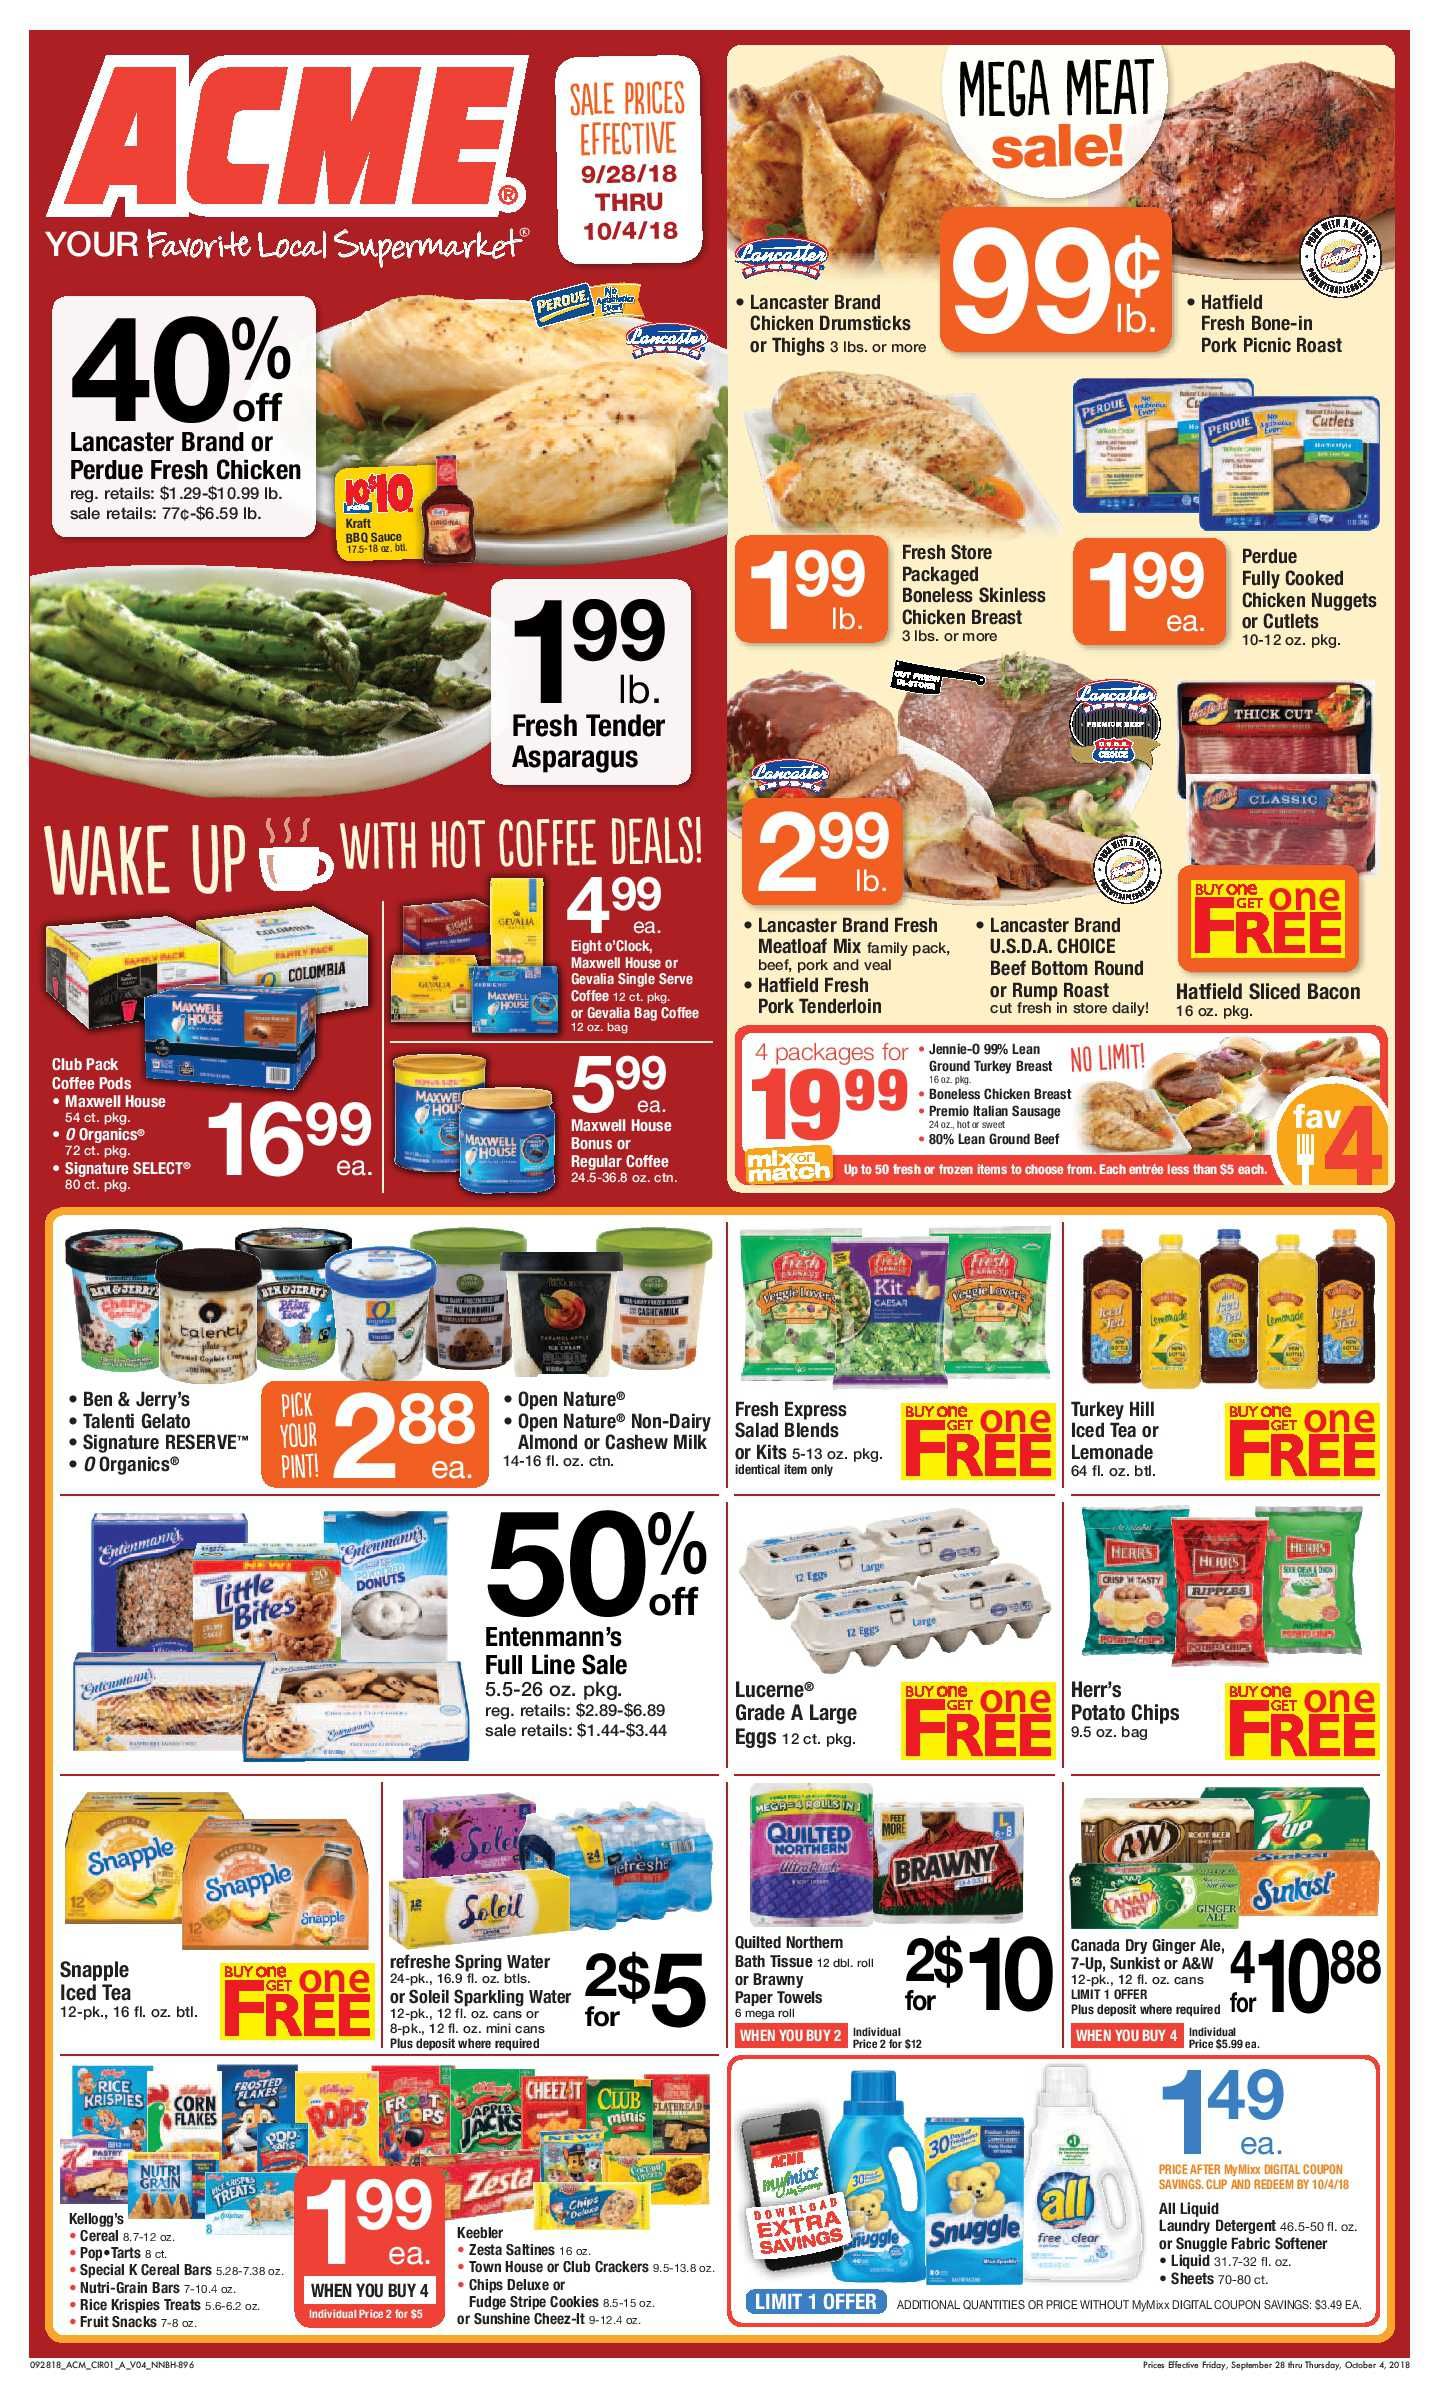 ACME®
YOUR Favorite Local Supermarket®
SALE PRICES
EFFECTIVE
9/28/18
THRU
10/4/18
MEGA MEAT
sale!
99¢
lb.
• Lancaster Brand
Chicken Drumsticks
or Thighs 3 lbs. or more
• Hatfield
Fresh Bone-in
Pork Picnic Roast
40% off
Lancaster Brand or
Perdue Fresh Chicken
reg. retails: $1.29-$10.99 lb.
sale retails: 77¢-$6.59 lb.
PERDUE
No Antibiotics Ever!
Lancaster BRAND
10 $10
Kraft
BBQ Sauce
17.5-18 oz. btl.
1.99
lb.
Fresh Tender
Asparagus
1.99
lb.
Fresh Store
Packaged
Boneless Skinless
Chicken Breast
3 lbs. or more
1.99
ea.
Perdue
Fully Cooked
Chicken Nuggets
or Cutlets
10-12 oz. pkg.
CUT FRESH
IN-STORE
2.99
lb.
• Lancaster Brand Fresh
Meatloaf Mix family pack,
beef, pork and veal
• Hatfield Fresh
Pork Tenderloin
• Lancaster Brand
U.S.D.A. CHOICE
Beef Bottom Round
or Rump Roast
cut fresh in store daily!
THICK CUT
CLASSIC
BUY one GET one FREE
Hatfield Sliced Bacon
16 oz. pkg.
WAKE UP WITH HOT COFFEE DEALS!
Club Pack
Coffee Pods
• Maxwell House
54 ct. pkg.
• O Organics®
72 ct. pkg.
• Signature SELECT®
80 ct. pkg.
16.99
ea.
4.99
ea.
Eight o'Clock,
Maxwell House or
Gevalia Single Serve
Coffee 12 ct. pkg.
or Gevalia Bag Coffee
12 oz. bag
5.99
ea.
Maxwell House
Bonus or
Regular Coffee
24.5-36.8 oz. ctn.
4 packages for
19.99
mix or match
• Jennie-O 99% Lean
Ground Turkey Breast
16 oz. pkg.
• Boneless Chicken Breast
• Premio Italian Sausage
24 oz., hot or sweet
• 80% Lean Ground Beef
NO LIMIT!
fav 4
Up to 50 fresh or frozen items to choose from. Each entrée less than $5 each.
• Ben & Jerry's
• Talenti Gelato
• Signature RESERVE™
• O Organics®
PICK
YOUR
PINT!
2.88
ea.
• Open Nature®
• Open Nature® Non-Dairy
Almond or Cashew Milk
14-16 fl. oz. ctn.
Fresh Express
Salad Blends
or Kits 5-13 oz. pkg.
identical item only
BUY one GET one FREE
Turkey Hill
Iced Tea or
Lemonade
64 fl. oz. btl.
BUY one GET one FREE
50% off
Entenmann's
Full Line Sale
5.5-26 oz. pkg.
reg. retails: $2.89-$6.89
sale retails: $1.44-$3.44
Lucerne®
Grade A Large
Eggs 12 ct. pkg.
BUY one GET one FREE
Herr's
Potato Chips
9.5 oz. bag
BUY one GET one FREE
Snapple
Iced Tea
12-pk., 16 fl. oz. btl.
BUY one GET one FREE
refreshe Spring Water
24-pk., 16.9 fl. oz. btls.
or Soleil Sparkling Water
12-pk., 12 fl. oz. cans or
8-pk., 12 fl. oz. mini cans
Plus deposit where required
2 for $5
Quilted Northern
Bath Tissue 12 dbl. roll
or Brawny
Paper Towels
6 mega roll
2 for $10
WHEN YOU BUY 2
Individual
Price 2 for $12
Canada Dry Ginger Ale,
7-Up, Sunkist or A&W
12-pk., 12 fl. oz. cans
LIMIT 1 OFFER
Plus deposit where required
4 for 10.88
WHEN YOU BUY 4
Individual
Price $5.99 ea.
Kellogg's
• Cereal 8.7-12 oz.
• Pop•Tarts 8 ct.
• Special K Cereal Bars 5.28-7.38 oz.
• Nutri-Grain Bars 7-10.4 oz.
• Rice Krispies Treats 5.6-6.2 oz.
• Fruit Snacks 7-8 oz.
1.99
ea.
WHEN YOU BUY 4
Individual Price 2 for $5
Keebler
• Zesta Saltines 16 oz.
• Town House or Club Crackers 9.5-13.8 oz.
• Chips Deluxe or
Fudge Stripe Cookies 8.5-15 oz.
or Sunshine Cheez-It 9-12.4 oz.
ACME
mymixx
DOWNLOAD
EXTRA
SAVINGS
LIMIT 1 OFFER
1.49
ea.
PRICE AFTER MyMixx DIGITAL COUPON
SAVINGS. CLIP AND REDEEM BY 10/4/18
All Liquid
Laundry Detergent 46.5-50 fl. oz.
or Snuggle Fabric Softener
• Liquid 31.7-32 fl. oz.
• Sheets 70-80 ct.
ADDITIONAL QUANTITIES OR PRICE WITHOUT MyMixx DIGITAL COUPON SAVINGS: $3.49 EA.
092818_ACM_CIR01_A_V04_NNBH-896
Prices Effective Friday, September 28 thru Thursday, October 4, 2018